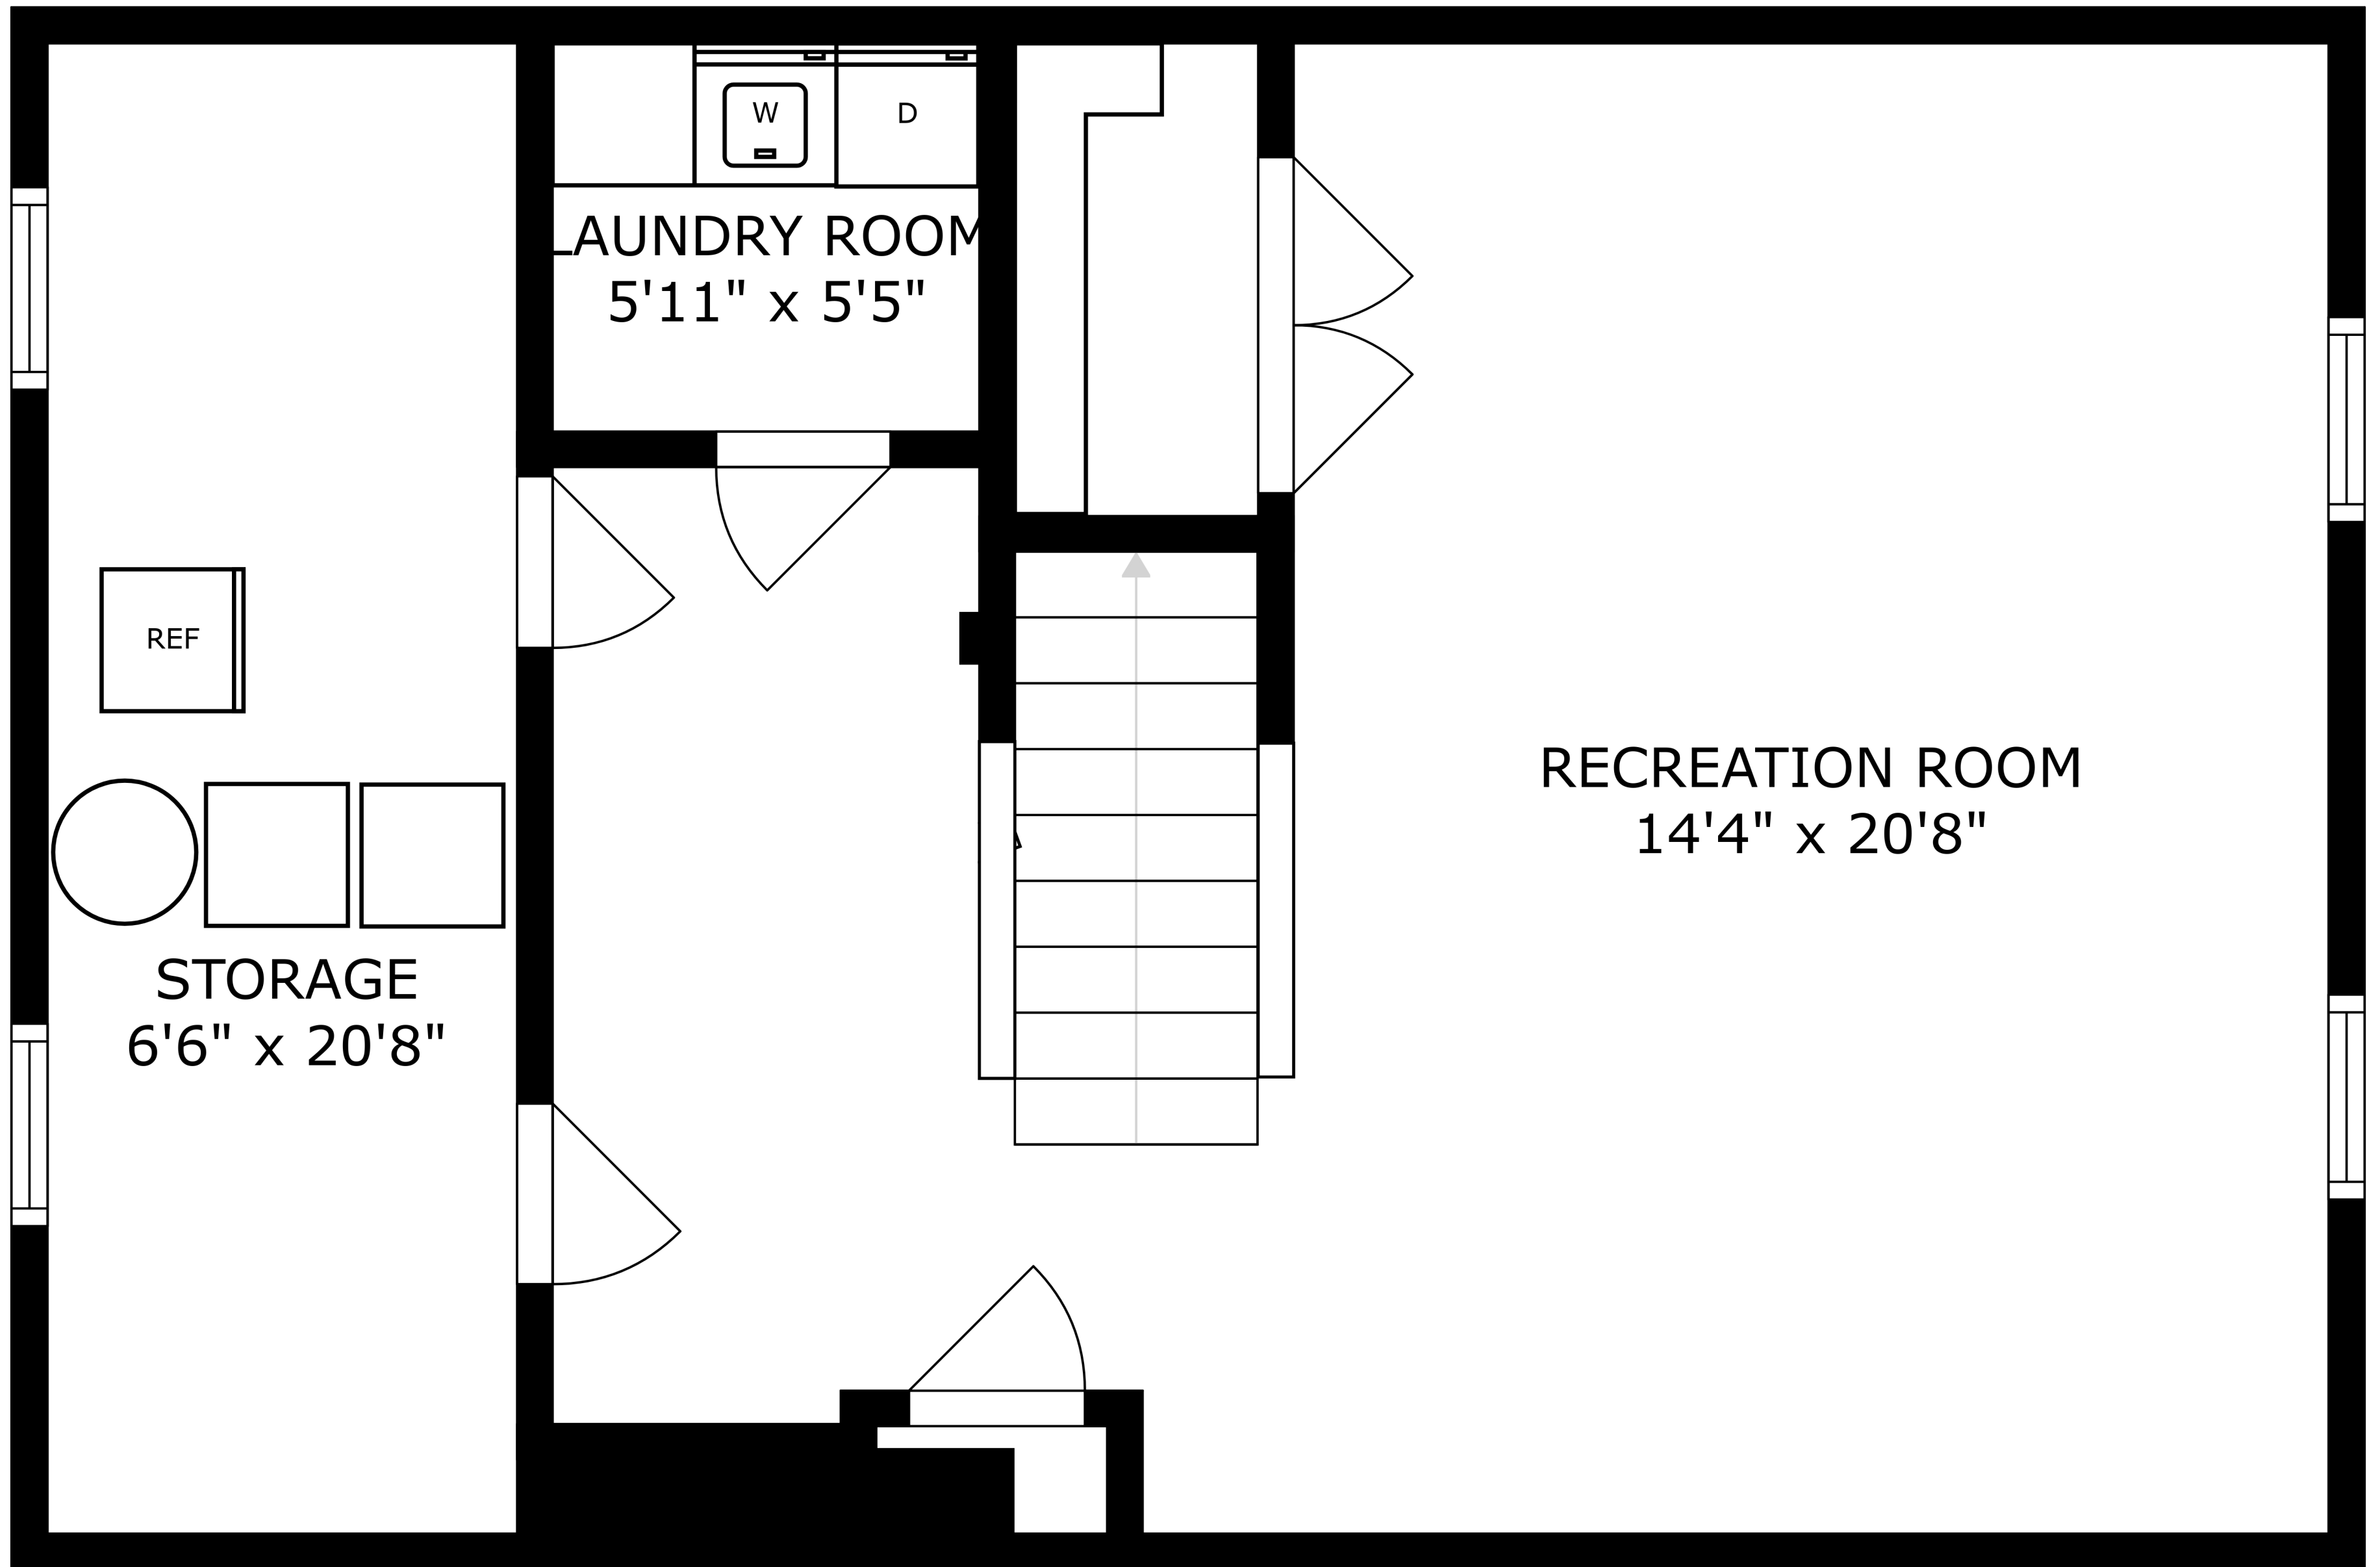 W
D
LAUNDRY ROOM
5'11" x 5'5"
REF
RECREATION ROOM
14'4" x 20'8"
STORAGE
6'6" x 20'8"